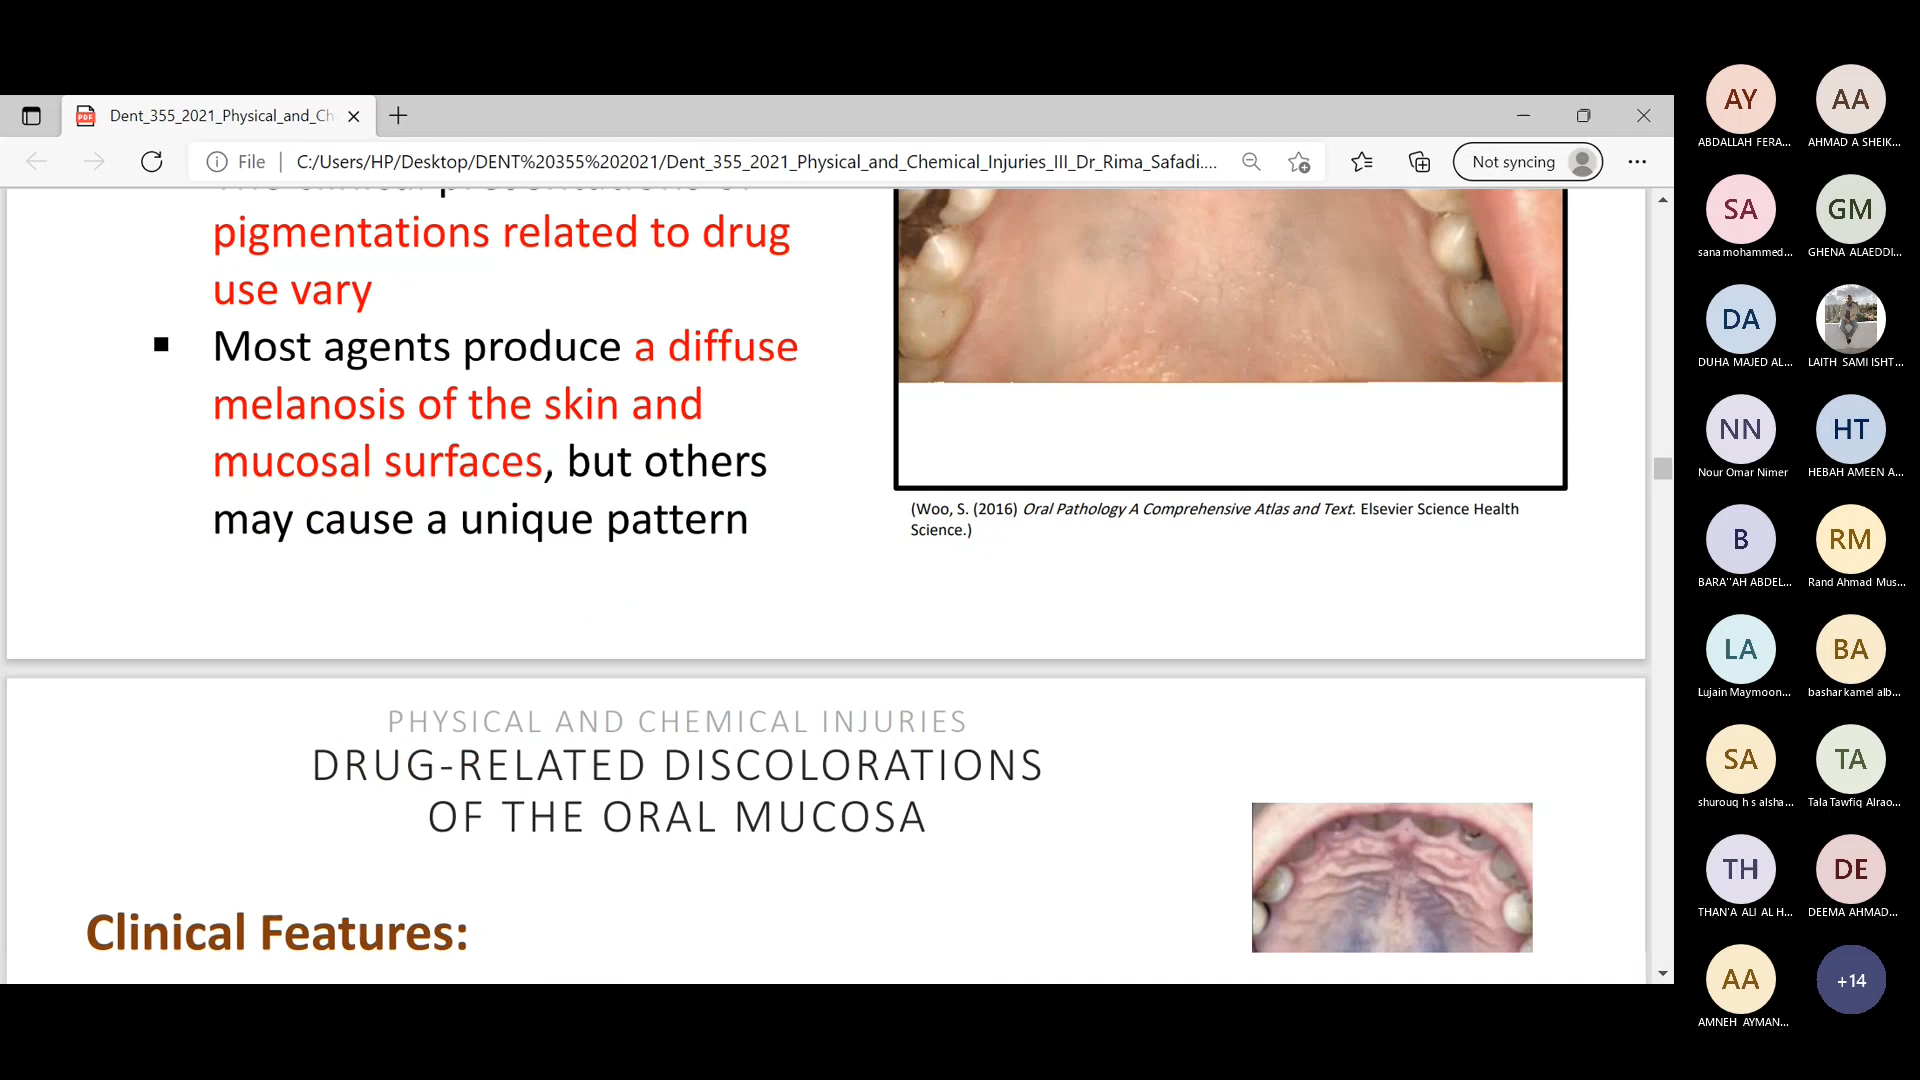 Dent_355_2021_Physical_and_Ch
File
C:/Users/HP/Desktop/DENT%20355%202021/Dent_355_2021_Physical_and_Chemical_Injuries_III_Dr_Rima_Safadi....
Not syncing
The clinical presentations of
pigmentations related to drug
use vary
▪ Most agents produce a diffuse
melanosis of the skin and
mucosal surfaces, but others
may cause a unique pattern
(Woo, S. (2016) Oral Pathology A Comprehensive Atlas and Text. Elsevier Science Health
Science.)
PHYSICAL AND CHEMICAL INJURIES
DRUG-RELATED DISCOLORATIONS
OF THE ORAL MUCOSA
Clinical Features:
AY
ABDALLAH FERA...
AA
AHMAD A SHEIK...
SA
sana mohammed...
GM
GHENA ALAEDDI...
DA
DUHA MAJED AL...
LAITH SAMI ISHT...
NN
Nour Omar Nimer
HT
HEBAH AMEEN A...
B
BARA''AH ABDEL...
RM
Rand Ahmad Mus...
LA
Lujain Maymoon...
BA
bashar kamel alb...
SA
shurouq h s alsha...
TA
Tala Tawfiq Alrao...
TH
THAN'A ALI AL H...
DE
DEEMA AHMAD...
AA
AMNEH AYMAN...
+14